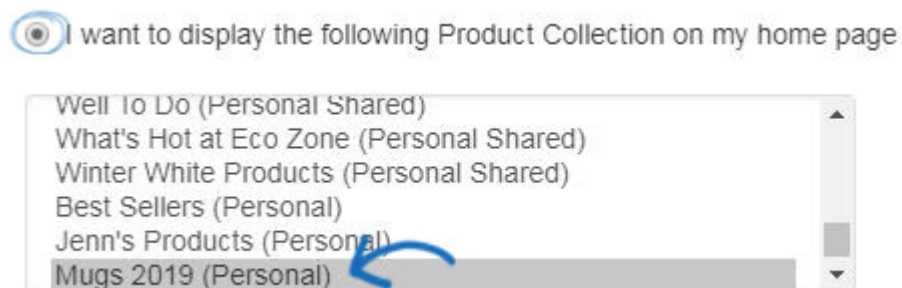 I want to display the following Product Collection on my home page
Well To Do (Personal Shared)
What's Hot at Eco Zone (Personal Shared)
Winter White Products (Personal Shared)
Best Sellers (Personal)
Jenn's Products (Personal)
Mugs 2019 (Personal)